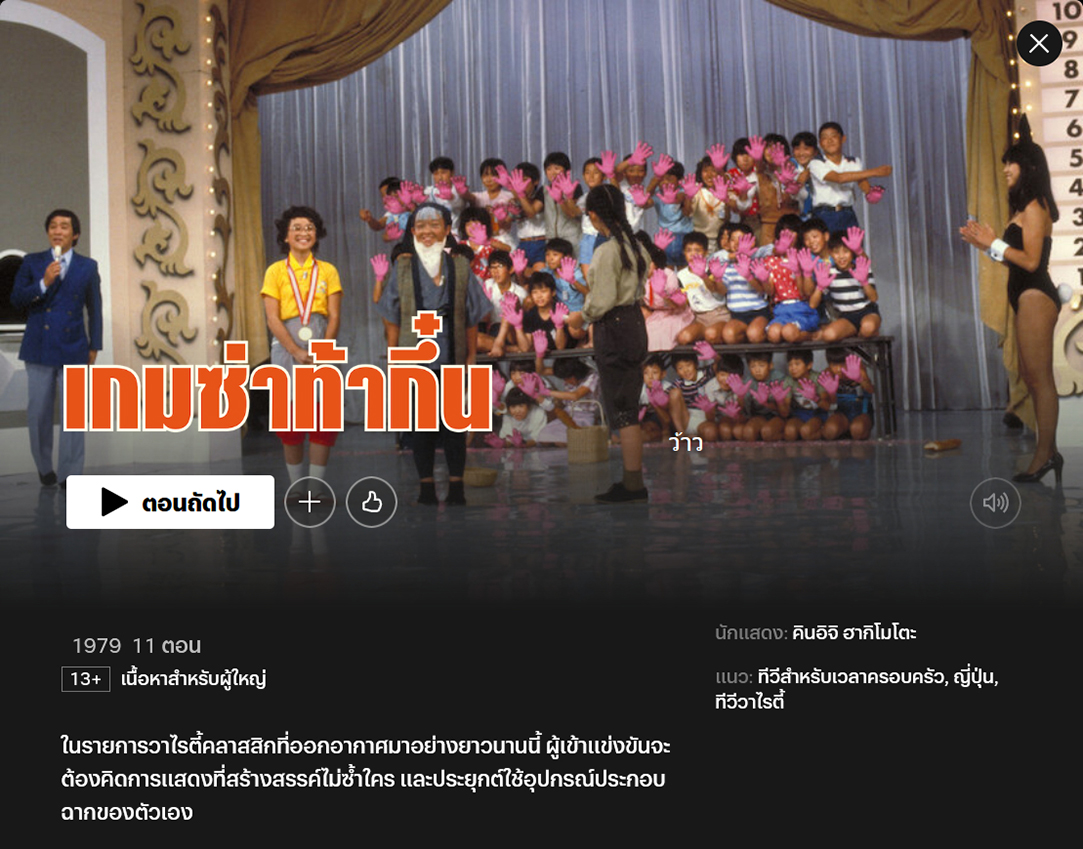 10
9
8
7
6
5
4
3
2
1
เกมซ่าท้ากึ๋น
ว้าว
ตอนถัดไป
1979 11 ตอน
13+ เนื้อหาสำหรับผู้ใหญ่
ในรายการวาไรตี้คลาสสิกที่ออกอากาศมาอย่างยาวนานนี้ ผู้เข้าแข่งขันจะ
ต้องคิดการแสดงที่สร้างสรรค์ไม่ซ้ำใคร และประยุกต์ใช้อุปกรณ์ประกอบ
ฉากของตัวเอง
นักแสดง: คินอิจิ ฮากิโมโตะ
แนว: ทีวีสำหรับเวลาครอบครัว, ญี่ปุ่น,
ทีวีวาไรตี้